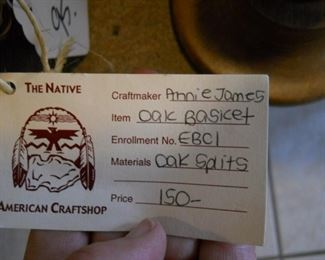 THE NATIVE
AMERICAN CRAFTSHOP
Craftmaker Annie James
Item Oak Basket
Enrollment No. EBCI
Materials Oak Splits
Price 150-